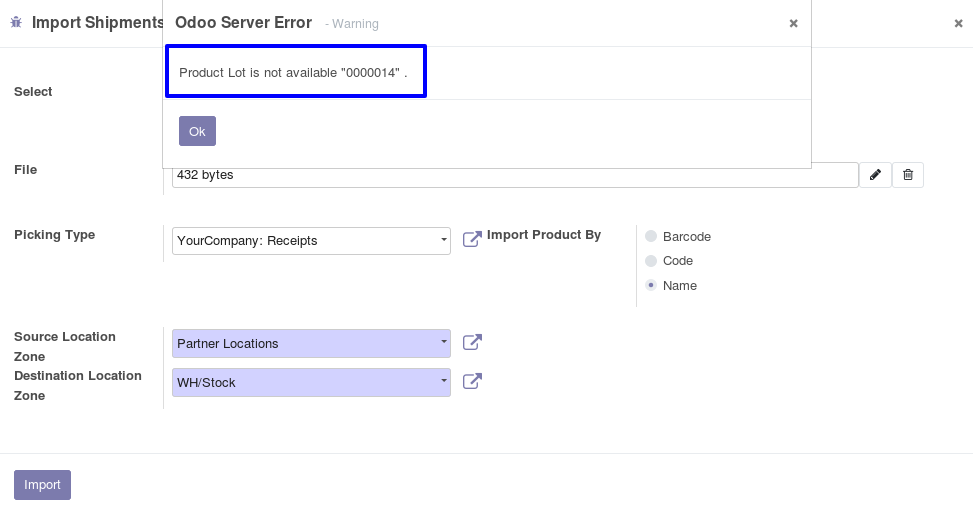 Import Shipments
Odoo Server Error - Warning
Product Lot is not available "0000014" .
Ok
Select
File
432 bytes
Picking Type
YourCompany: Receipts
Import Product By
Barcode
Code
Name
Source Location
Zone
Partner Locations
Destination Location
Zone
WH/Stock
Import